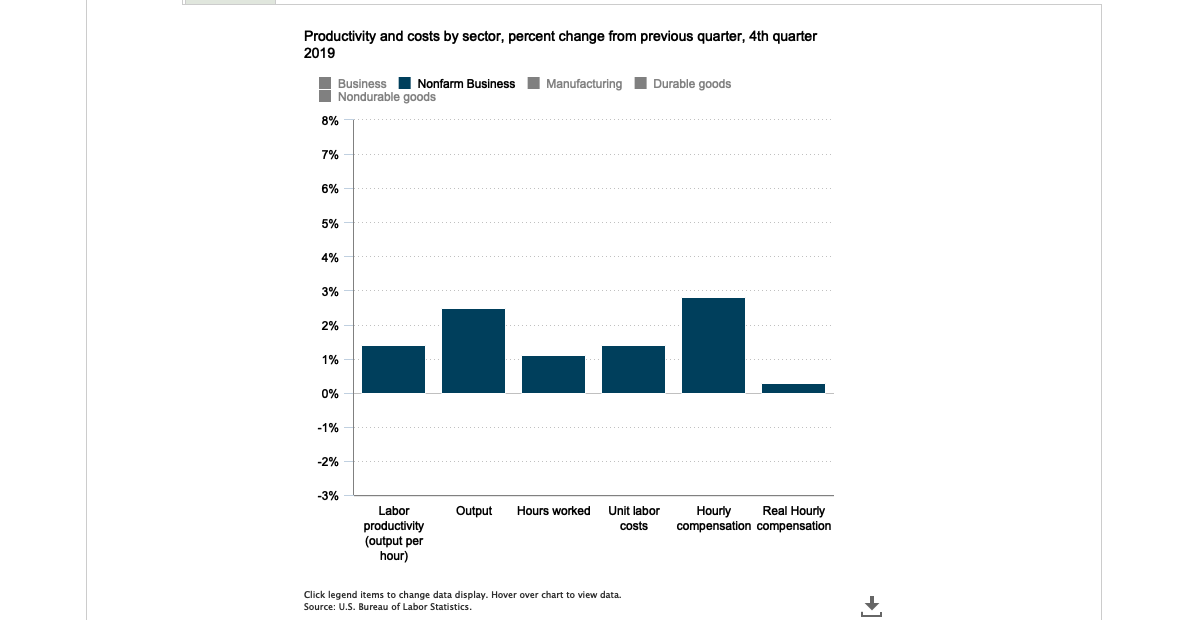 Productivity and costs by sector, percent change from previous quarter, 4th quarter
2019
Business Nonfarm Business Manufacturing Durable goods
Nondurable goods
8%
7%
6%
5%
4%
3%
2%
1%
0%
-1%
-2%
-3%
Labor productivity (output per hour)
Output
Hours worked
Unit labor costs
Hourly compensation
Real Hourly compensation
Click legend items to change data display. Hover over chart to view data.
Source: U.S. Bureau of Labor Statistics.